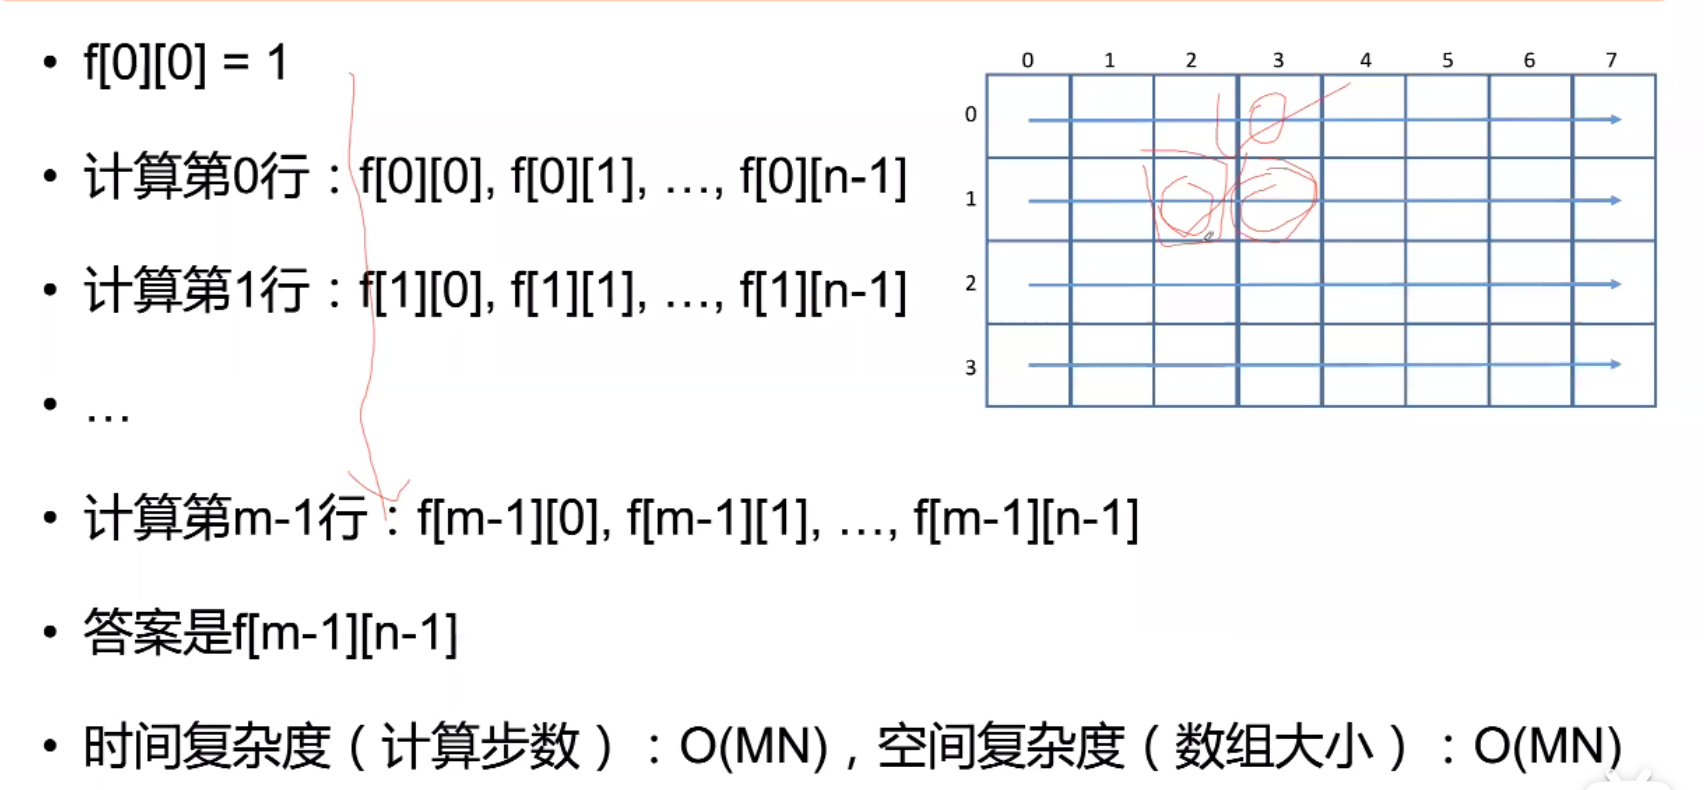 • f[0][0] = 1
• 计算第0行：f[0][0], f[0][1], …, f[0][n-1]
• 计算第1行：f[1][0], f[1][1], …, f[1][n-1]
• …
• 计算第m-1行：f[m-1][0], f[m-1][1], …, f[m-1][n-1]
• 答案是f[m-1][n-1]
• 时间复杂度（计算步数）：O(MN)，空间复杂度（数组大小）：O(MN)
0 1 2 3 4 5 6 7
0
1
2
3